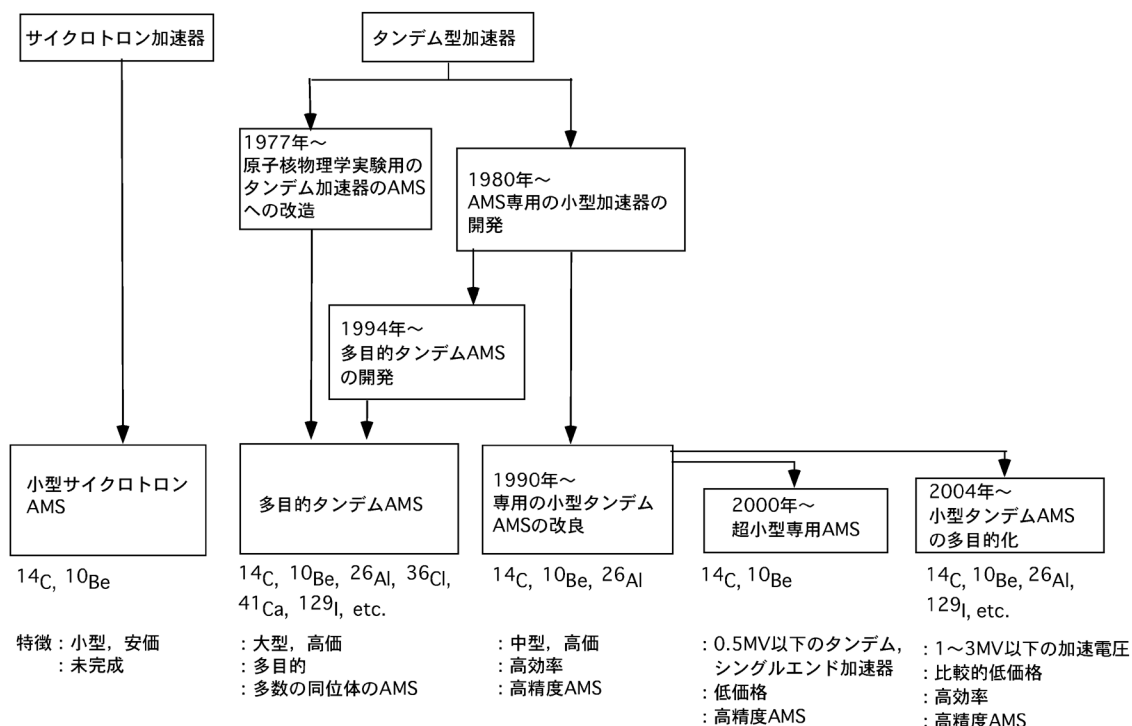 サイクロトロン加速器
タンデム型加速器
1977年～
原子核物理学実験用の
タンデム加速器のAMS
への改造
1980年～
AMS専用の小型加速器の
開発
1994年～
多目的タンデムAMS
の開発
小型サイクロトロン
AMS
多目的タンデムAMS
1990年～
専用の小型タンデム
AMSの改良
2000年～
超小型専用AMS
2004年～
小型タンデムAMS
の多目的化
¹⁴C, ¹⁰Be
特徴：小型，安価
：未完成
¹⁴C, ¹⁰Be, ²⁶Al, ³⁶Cl,
⁴¹Ca, ¹²⁹I, etc.
：大型，高価
：多目的
：多数の同位体のAMS
¹⁴C, ¹⁰Be, ²⁶Al
：中型，高価
：高効率
：高精度AMS
¹⁴C, ¹⁰Be
：0.5MV以下のタンデム，
シングルエンド加速器
：低価格
：高精度AMS
¹⁴C, ¹⁰Be, ²⁶Al,
¹²⁹I, etc.
：1～3MV以下の加速電圧
：比較的低価格
：高効率
：高精度AMS